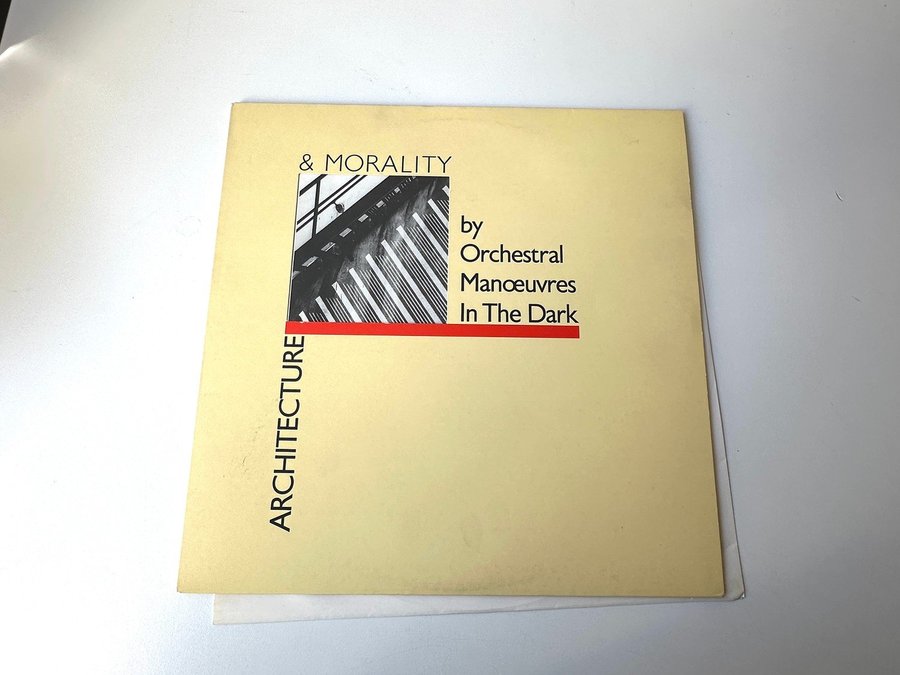 ARCHITECTURE
& MORALITY
by
Orchestral
Manœuvres
In The Dark